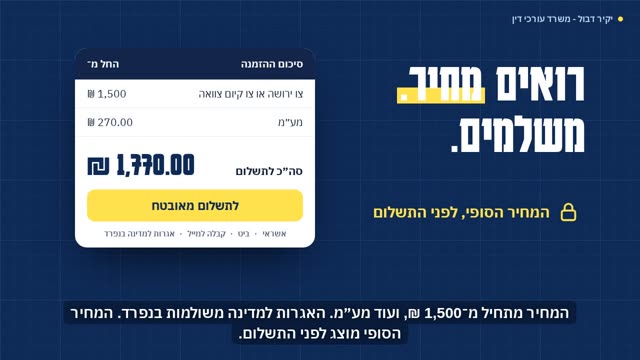 יקיר דבול - משרד עורכי דין
רואים מחיר.
משלמים.
המחיר הסופי, לפני התשלום
סיכום ההזמנה החל מ־
צו ירושה או צו קיום צוואה 1,500 ₪
מע״מ 270.00 ₪
סה״כ לתשלום 1,770.00 ₪
לתשלום מאובטח
אשראי · ביט · קבלה למייל · אגרות למדינה בנפרד
המחיר מתחיל מ־1,500 ₪, ועוד מע״מ. האגרות למדינה משולמות בנפרד. המחיר
הסופי מוצג לפני התשלום.